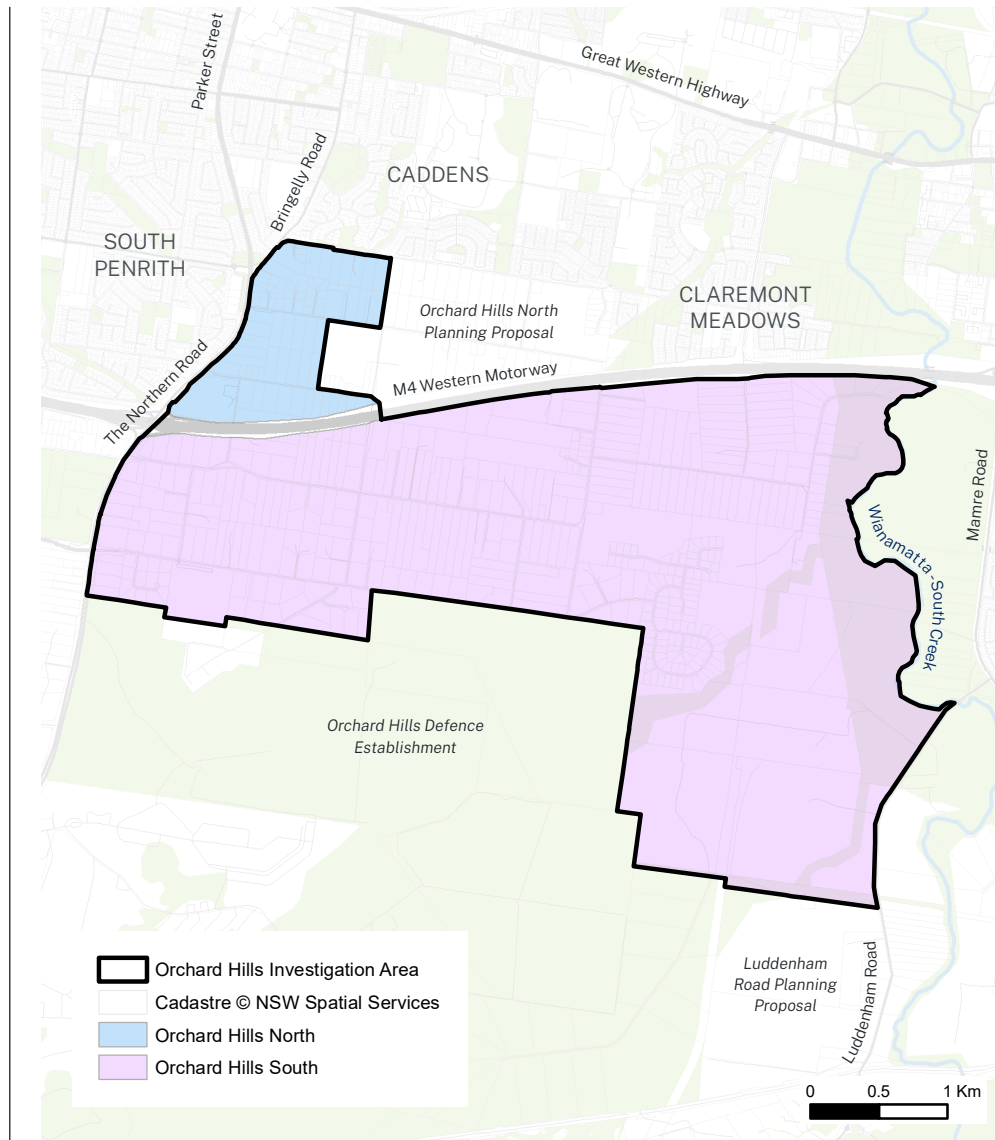 Parker Street
Great Western Highway
Bringelly Road
CADDENS
SOUTH
PENRITH
Orchard Hills North
Planning Proposal
CLAREMONT
MEADOWS
The Northern Road
M4 Western Motorway
Mamre Road
Wianamatta -South Creek
Orchard Hills Defence
Establishment
Luddenham
Road Planning
Proposal
Luddenham Road
Orchard Hills Investigation Area
Cadastre © NSW Spatial Services
Orchard Hills North
Orchard Hills South
0 0.5 1 Km